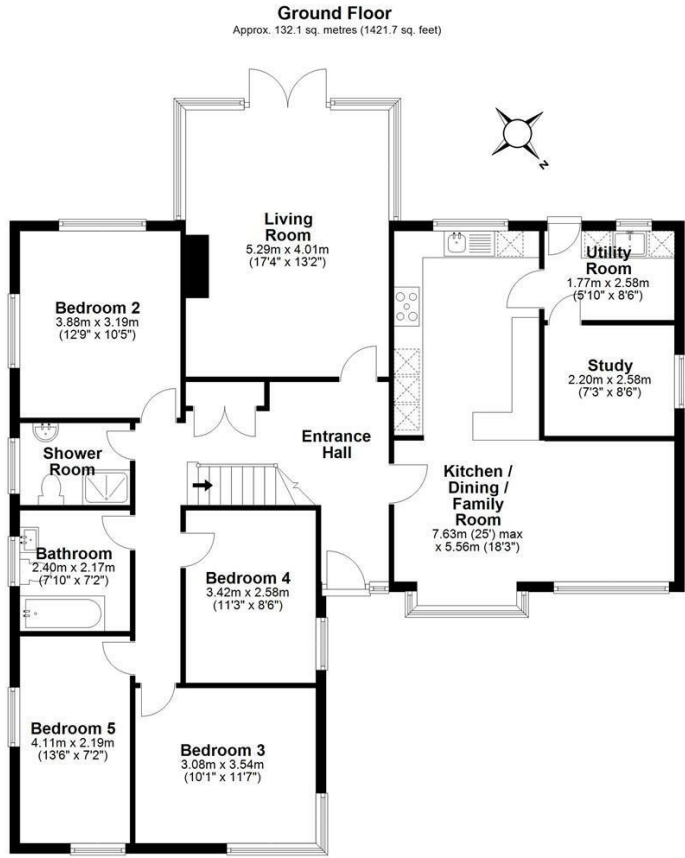 Ground Floor
Approx. 132.1 sq. metres (1421.7 sq. feet)
N
Living
Room
5.29m x 4.01m
(17'4" x 13'2")
Utility
Room
1.77m x 2.58m
(5'10" x 8'6")
Bedroom 2
3.88m x 3.19m
(12'9" x 10'5")
Study
2.20m x 2.58m
(7'3" x 8'6")
Entrance
Hall
Shower
Room
Kitchen /
Dining /
Family
Room
7.63m (25') max
x 5.56m (18'3")
Bathroom
2.40m x 2.17m
(7'10" x 7'2")
Bedroom 4
3.42m x 2.58m
(11'3" x 8'6")
Bedroom 5
4.11m x 2.19m
(13'6" x 7'2")
Bedroom 3
3.08m x 3.54m
(10'1" x 11'7")